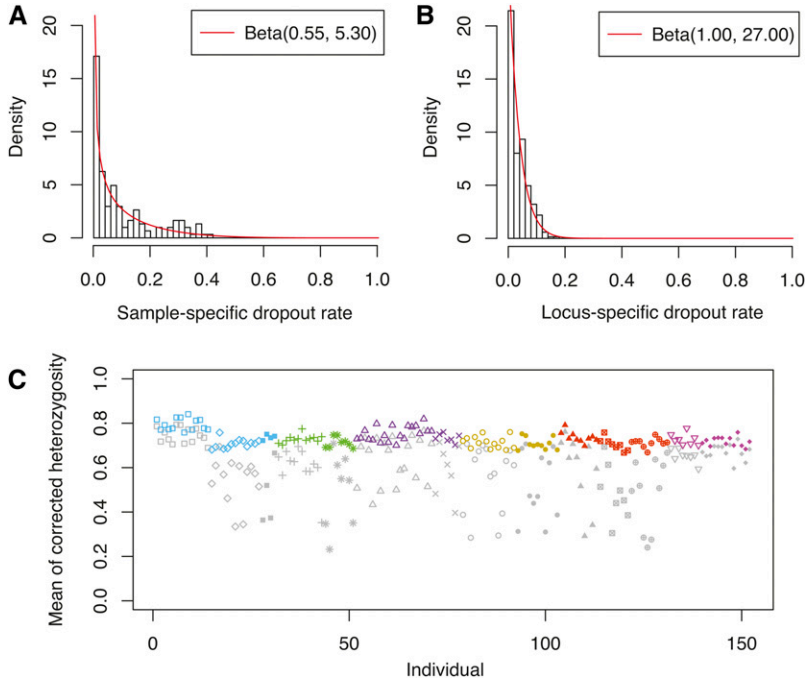 A
Density
20
15
10
5
0
Beta(0.55, 5.30)
0.0 0.2 0.4 0.6 0.8 1.0
Sample-specific dropout rate
B
Density
20
15
10
5
0
Beta(1.00, 27.00)
0.0 0.2 0.4 0.6 0.8 1.0
Locus-specific dropout rate
C
Mean of corrected heterozygosity
1.0
0.8
0.6
0.4
0.2
0.0
0 50 100 150
Individual